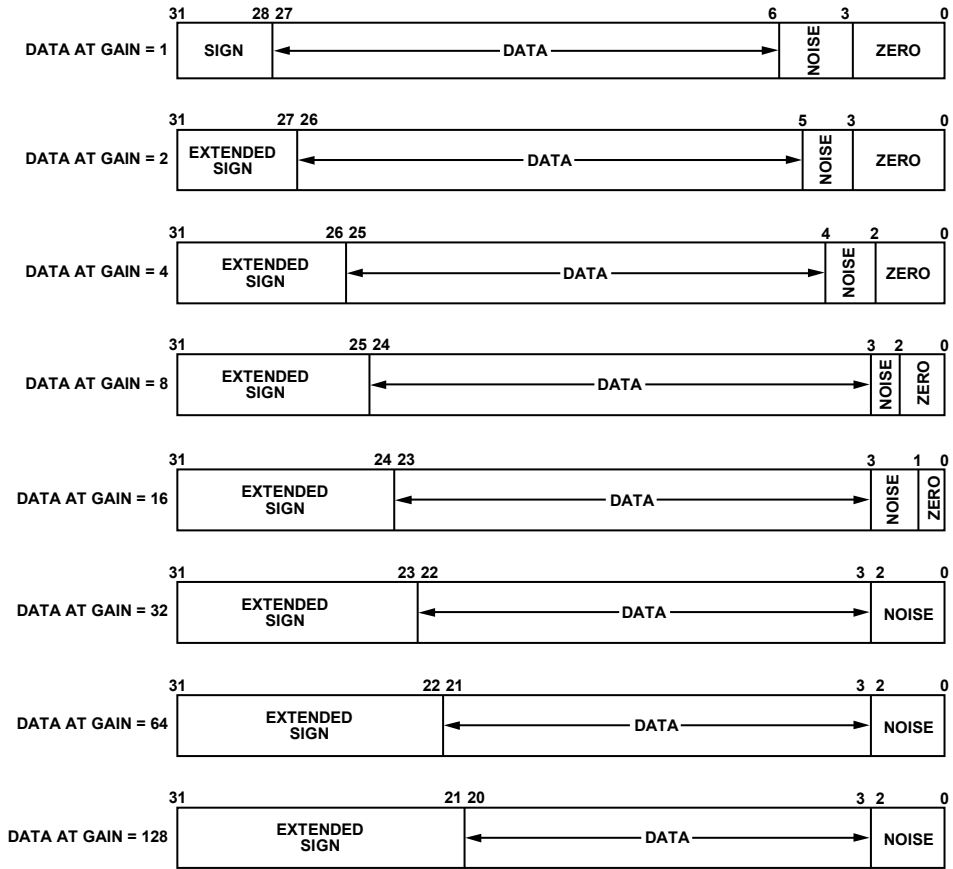 31 28 27 6 3 0
DATA AT GAIN = 1 SIGN DATA NOISE ZERO
31 27 26 5 3 0
DATA AT GAIN = 2 EXTENDED SIGN DATA NOISE ZERO
31 26 25 4 2 0
DATA AT GAIN = 4 EXTENDED SIGN DATA NOISE ZERO
31 25 24 3 2 0
DATA AT GAIN = 8 EXTENDED SIGN DATA NOISE ZERO
31 24 23 3 1 0
DATA AT GAIN = 16 EXTENDED SIGN DATA NOISE ZERO
31 23 22 3 2 0
DATA AT GAIN = 32 EXTENDED SIGN DATA NOISE
31 22 21 3 2 0
DATA AT GAIN = 64 EXTENDED SIGN DATA NOISE
31 21 20 3 2 0
DATA AT GAIN = 128 EXTENDED SIGN DATA NOISE